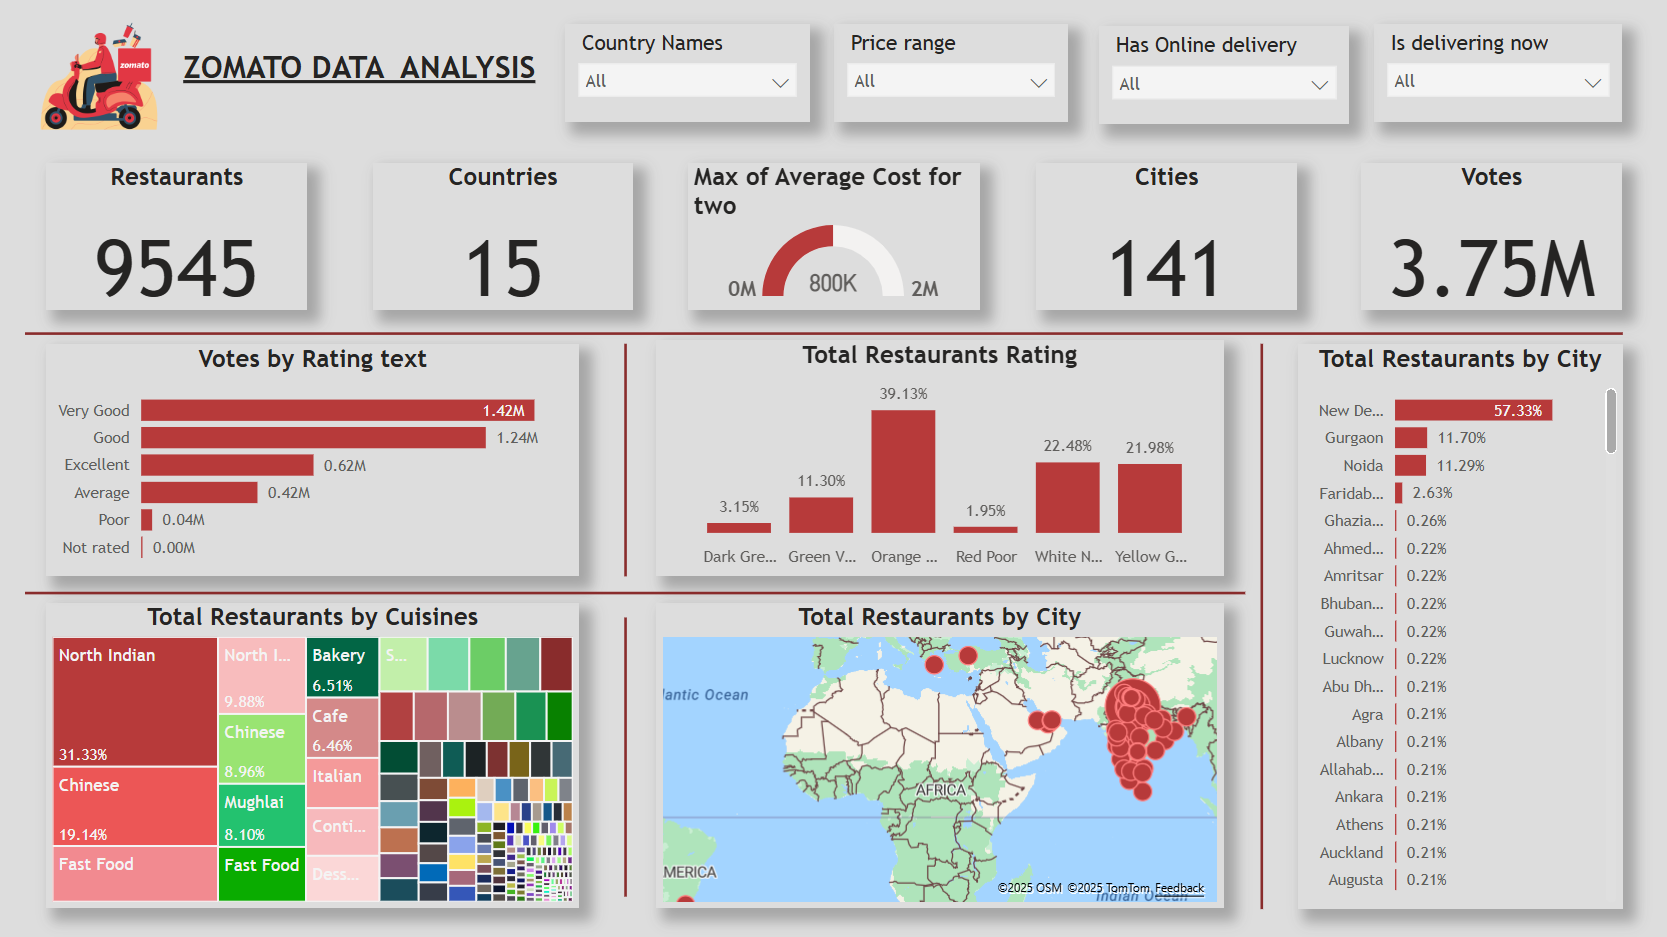 zomato
ZOMATO DATA  ANALYSIS
Country Names
All
Price range
All
Has Online delivery
All
Is delivering now
All
Restaurants
9545
Countries
15
Max of Average Cost for
two
0M
800K
2M
Cities
141
Votes
3.75M
Votes by Rating text
Very Good 1.42M
Good 1.24M
Excellent 0.62M
Average 0.42M
Poor 0.04M
Not rated 0.00M
Total Restaurants Rating
39.13%
22.48%
21.98%
11.30%
3.15%
1.95%
Dark Gre... Green V... Orange ... Red Poor White N... Yellow G...
Total Restaurants by City
New De... 57.33%
Gurgaon 11.70%
Noida 11.29%
Faridab... 2.63%
Ghazia... 0.26%
Ahmed... 0.22%
Amritsar 0.22%
Bhuban... 0.22%
Guwah... 0.22%
Lucknow 0.22%
Abu Dh... 0.21%
Agra 0.21%
Albany 0.21%
Allahab... 0.21%
Ankara 0.21%
Athens 0.21%
Auckland 0.21%
Augusta 0.21%
Total Restaurants by Cuisines
North Indian
31.33%
Chinese
19.14%
Fast Food
North I...
9.88%
Chinese
8.96%
Mughlai
8.10%
Fast Food
Bakery
6.51%
Cafe
6.46%
Italian
Conti...
Dess...
S...
Total Restaurants by City
lantic Ocean
AFRICA
MERICA
©2025 OSM ©2025 TomTom Feedback
Indian Ocean